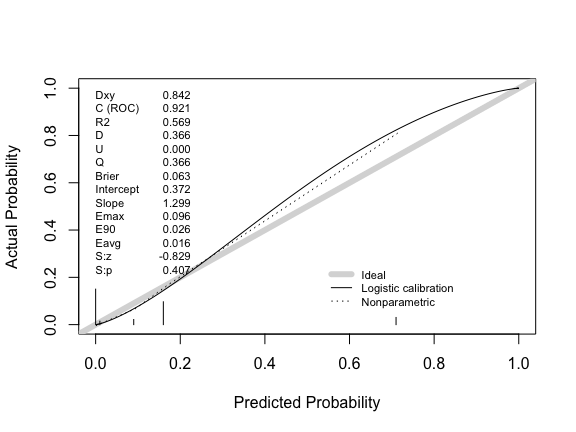 Dxy 0.842
C (ROC) 0.921
R2 0.569
D 0.366
U 0.000
Q 0.366
Brier 0.063
Intercept 0.372
Slope 1.299
Emax 0.096
E90 0.026
Eavg 0.016
S:z -0.829
S:p 0.407
Ideal
Logistic calibration
Nonparametric
Actual Probability
0.0 0.2 0.4 0.6 0.8 1.0
0.0 0.2 0.4 0.6 0.8 1.0
Predicted Probability